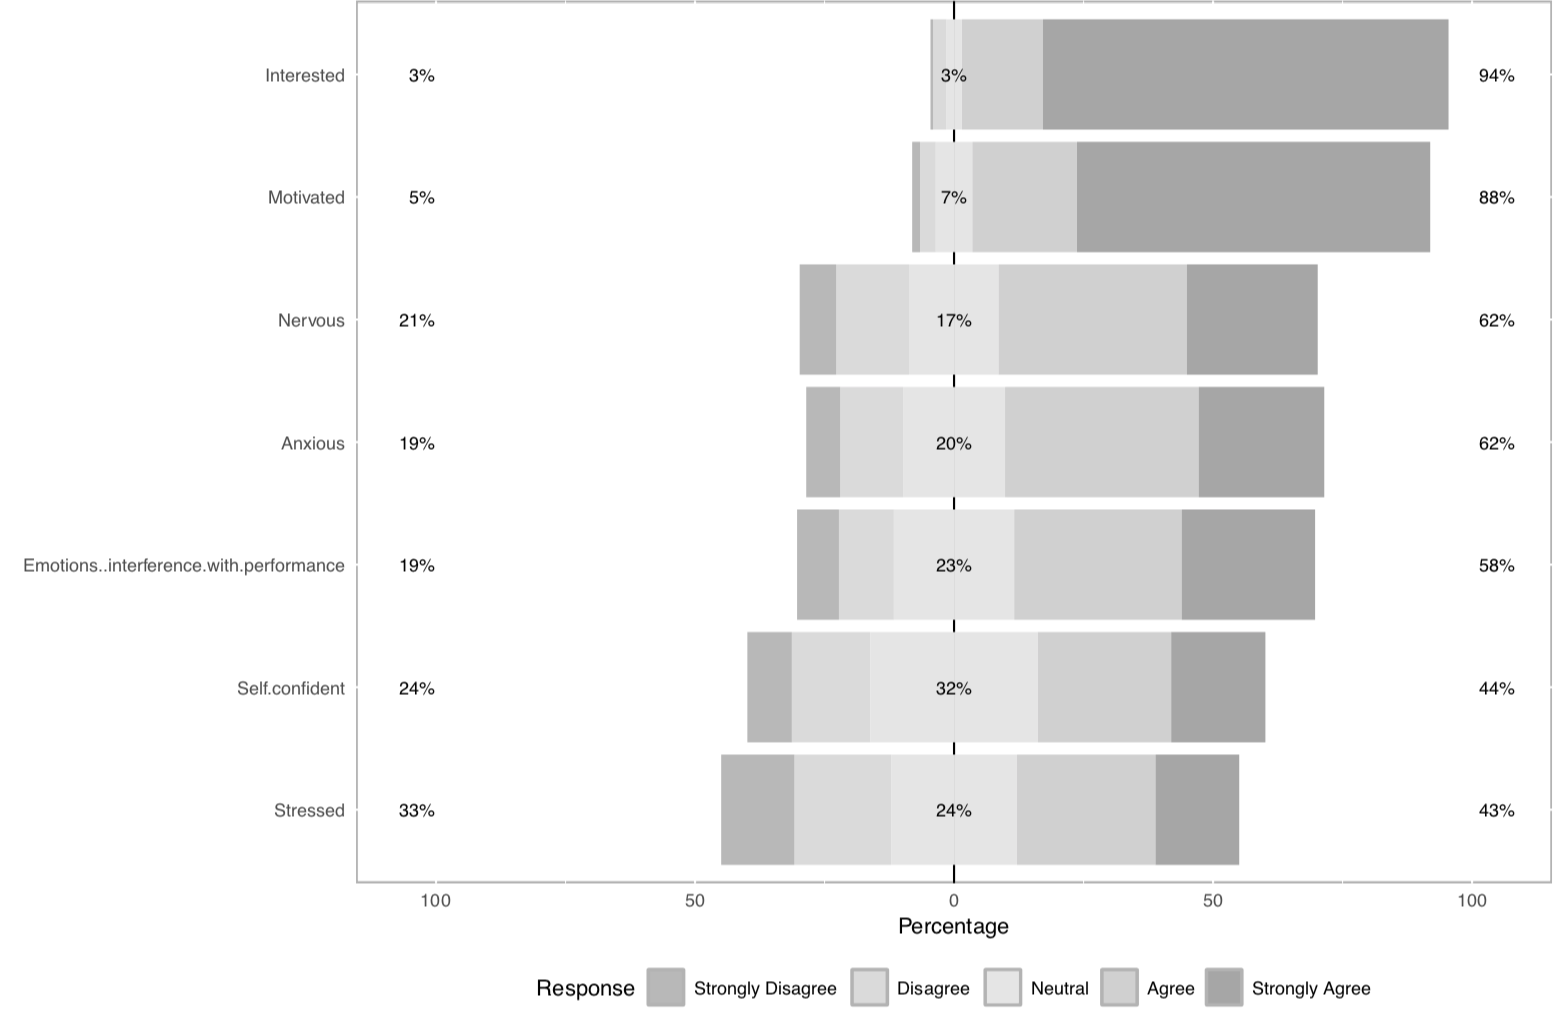 Interested 3% 3% 94%
Motivated 5% 7% 88%
Nervous 21% 17% 62%
Anxious 19% 20% 62%
Emotions..interference.with.performance 19% 23% 58%
Self.confident 24% 32% 44%
Stressed 33% 24% 43%
100 50 0 50 100
Percentage
Response Strongly Disagree Disagree Neutral Agree Strongly Agree